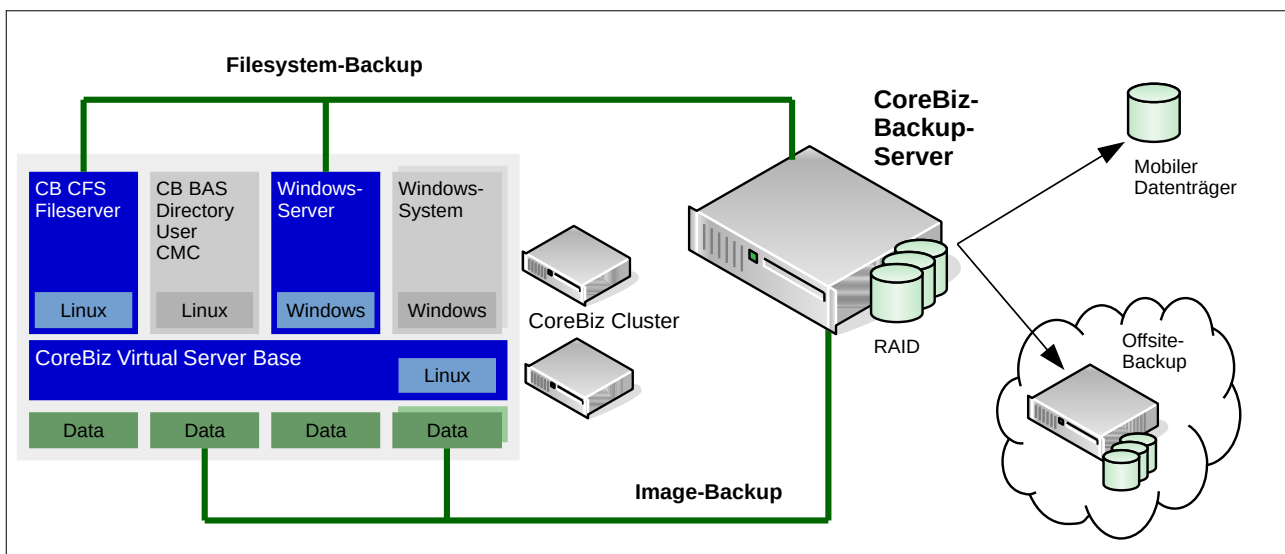 Filesystem-Backup
CoreBiz-
Backup-
Server
Mobiler
Datenträger
CB CFS
Fileserver
Linux
CB BAS
Directory
User
CMC
Linux
Windows-
Server
Windows
Windows-
System
Windows
CoreBiz Cluster
RAID
Offsite-
Backup
CoreBiz Virtual Server Base
Linux
Data
Data
Data
Data
Image-Backup